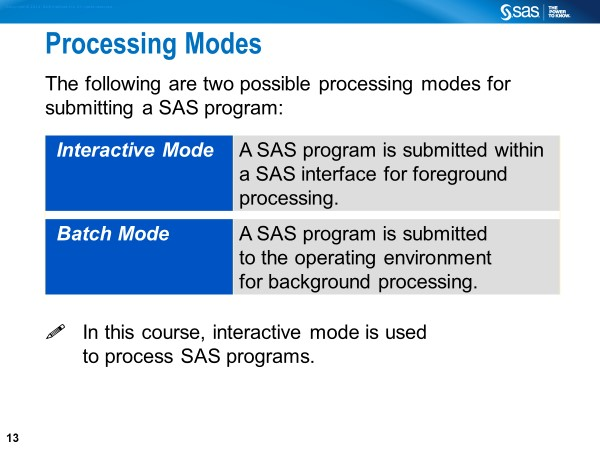 sas
THE
POWER
TO KNOW.
Processing Modes
The following are two possible processing modes for
submitting a SAS program:
Interactive Mode
A SAS program is submitted within
a SAS interface for foreground
processing.
Batch Mode
A SAS program is submitted
to the operating environment
for background processing.
In this course, interactive mode is used
to process SAS programs.
13